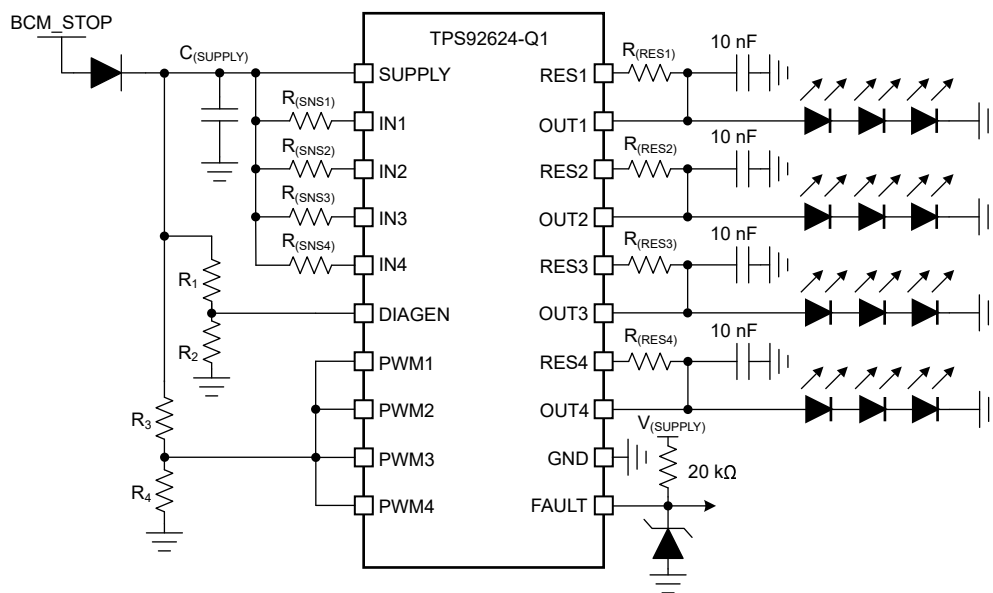 BCM_STOP
TPS92624-Q1
C(SUPPLY)
SUPPLY
R(SNS1)
IN1
R(SNS2)
IN2
R(SNS3)
IN3
R(SNS4)
IN4
R1
DIAGEN
R2
PWM1
PWM2
R3
PWM3
R4
PWM4
RES1
R(RES1)
10 nF
OUT1
RES2
R(RES2)
10 nF
OUT2
RES3
R(RES3)
10 nF
OUT3
RES4
R(RES4)
10 nF
OUT4
V(SUPPLY)
GND
20 kΩ
FAULT